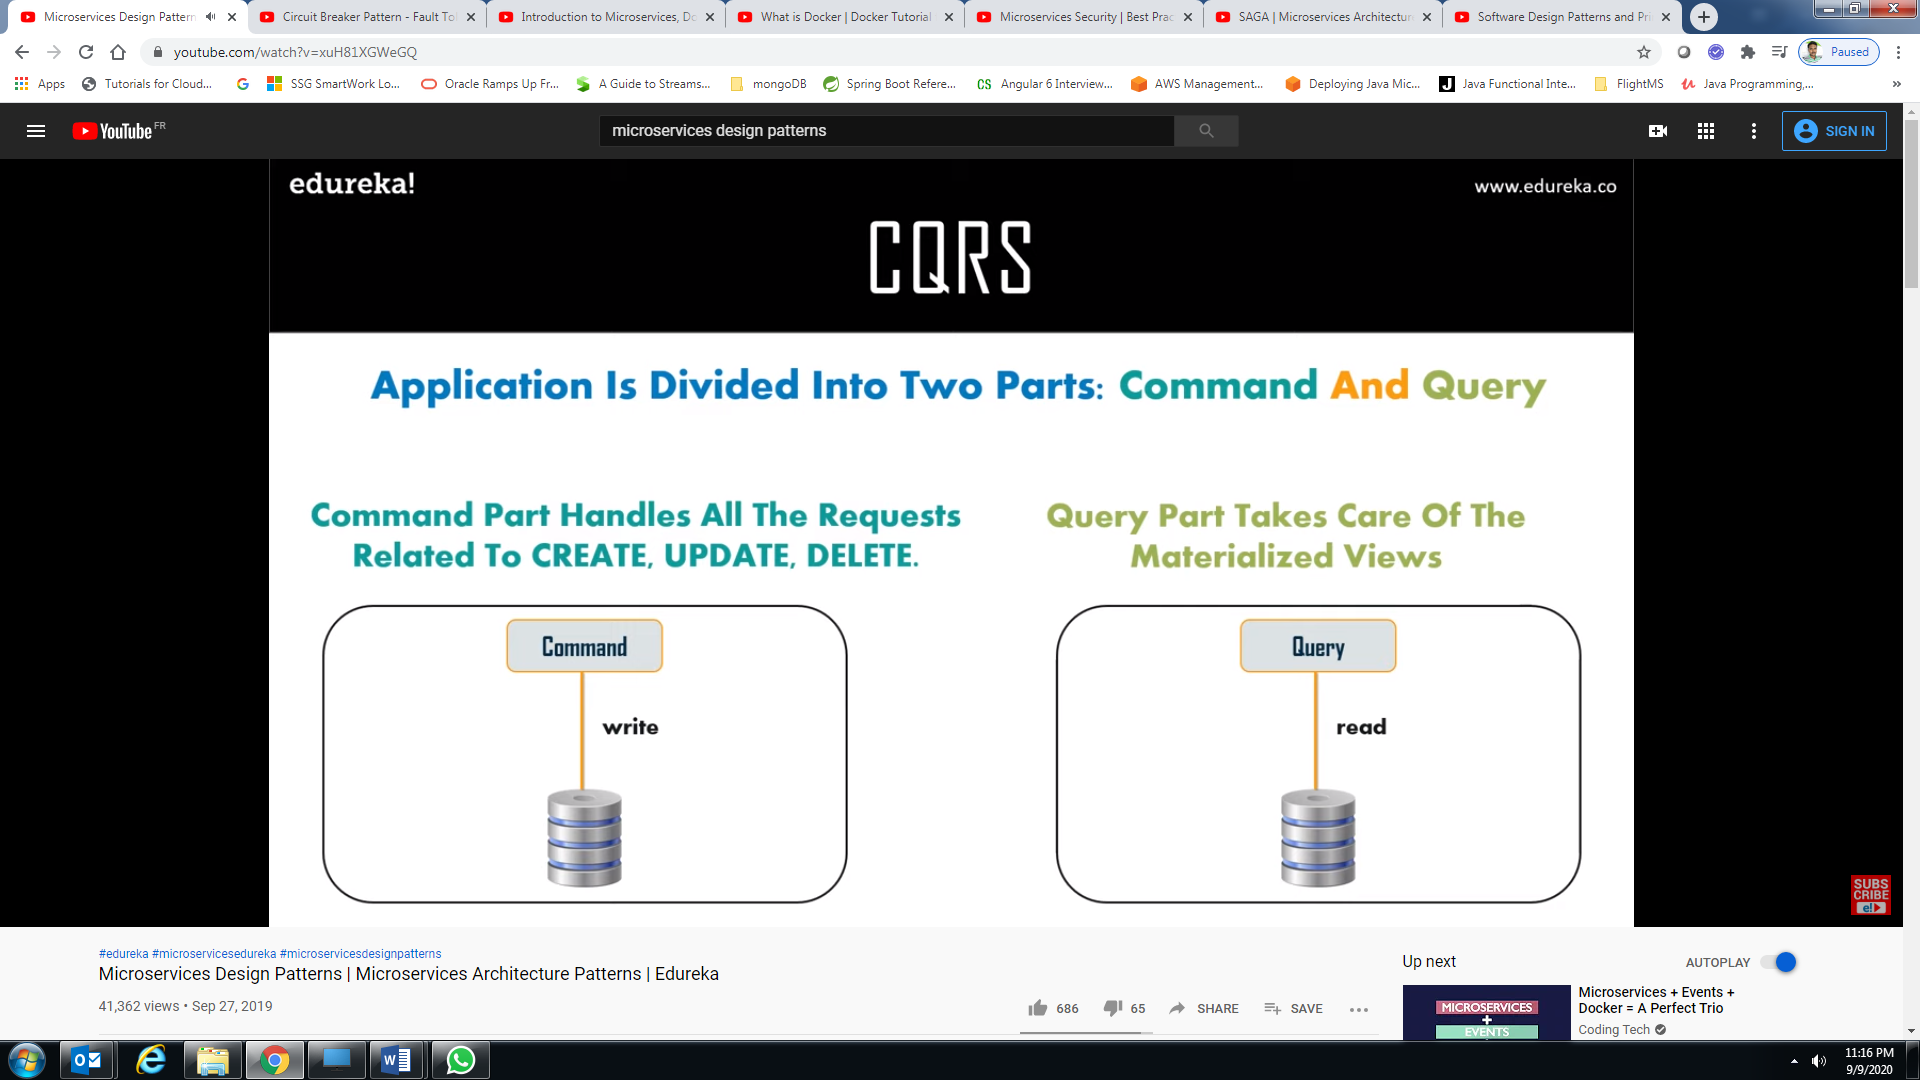 Microservices Design Pattern
Circuit Breaker Pattern - Fault Tol
Introduction to Microservices, Do
What is Docker | Docker Tutorial
Microservices Security | Best Prac
SAGA | Microservices Architectur
Software Design Patterns and Pri
youtube.com/watch?v=xuH81XGWeGQ
Paused
Apps
Tutorials for Cloud...
SSG SmartWork Lo...
Oracle Ramps Up Fr...
A Guide to Streams...
mongoDB
Spring Boot Refere...
CS Angular 6 Interview...
AWS Management...
Deploying Java Mic...
J Java Functional Inte...
FlightMS
Java Programming,...
YouTube FR
microservices design patterns
SIGN IN
edureka!
www.edureka.co
CQRS
Application Is Divided Into Two Parts: Command And Query
Command Part Handles All The Requests
Related To CREATE, UPDATE, DELETE.
Query Part Takes Care Of The
Materialized Views
Command
write
Query
read
SUBS
CRIBE
e!
#edureka #microservicesedureka #microservicesdesignpatterns
Microservices Design Patterns | Microservices Architecture Patterns | Edureka
41,362 views • Sep 27, 2019
686
65
SHARE
SAVE
Up next
AUTOPLAY
MICROSERVICES
+
EVENTS
Microservices + Events +
Docker = A Perfect Trio
Coding Tech
11:16 PM
9/9/2020